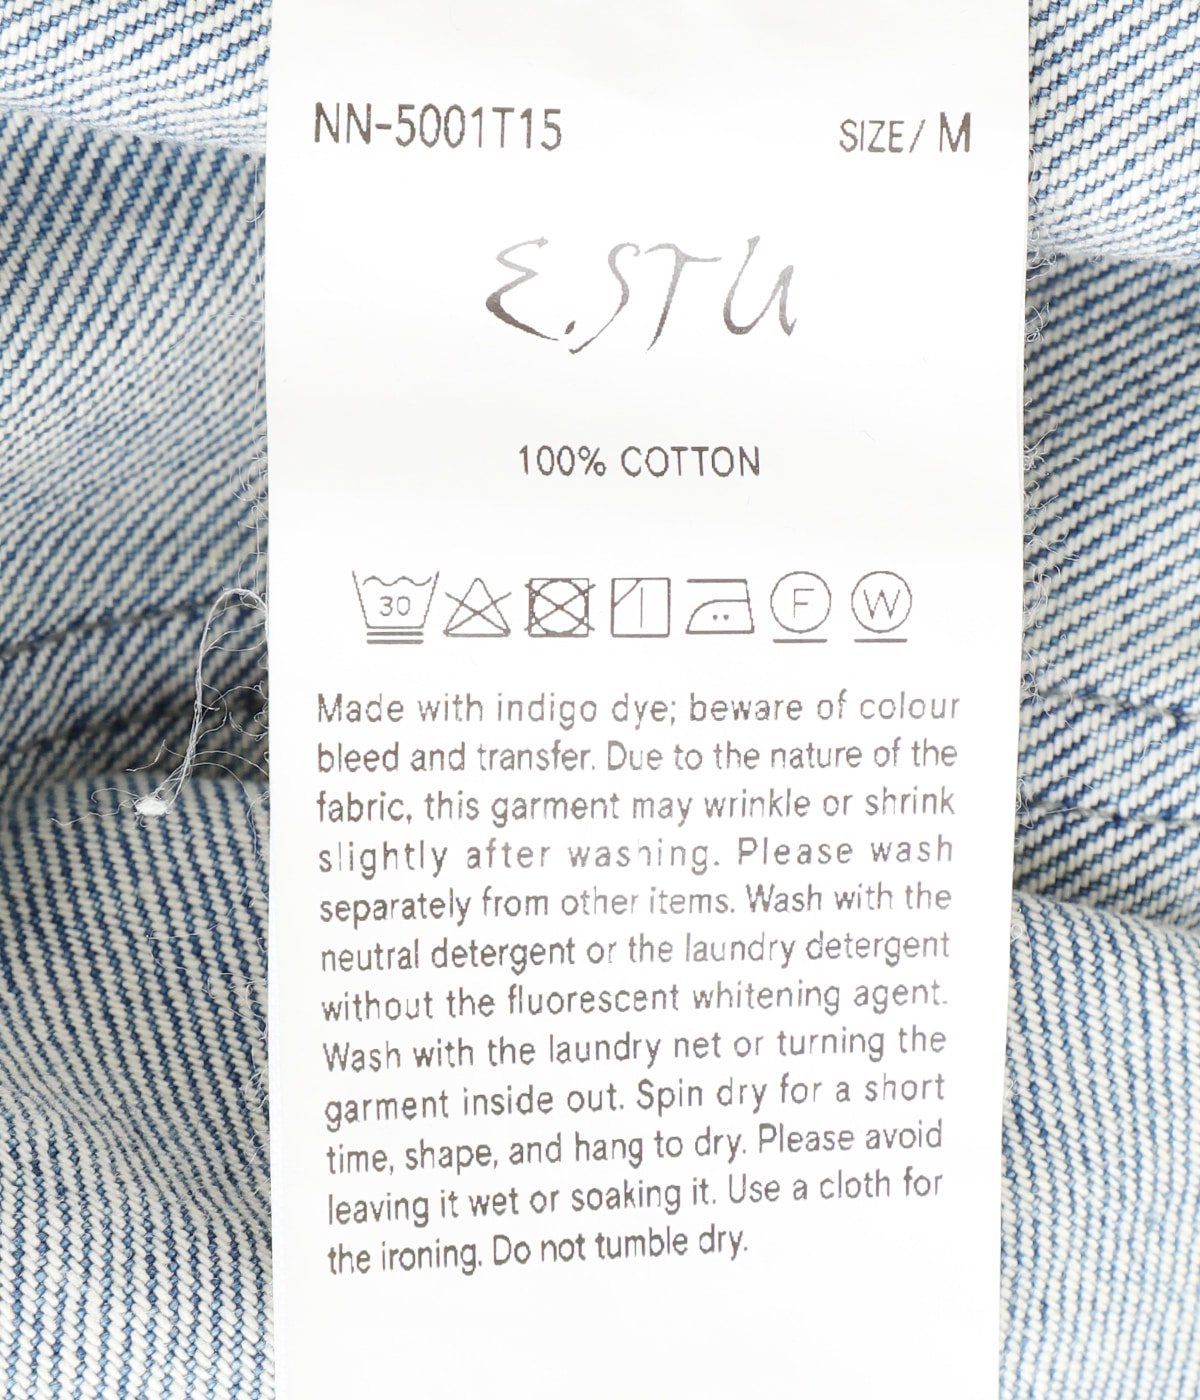 NN-5001T15 SIZE/ M
E.STU
100% COTTON
30 F W
Made with indigo dye; beware of colour
bleed and transfer. Due to the nature of the
fabric, this garment may wrinkle or shrink
slightly after washing. Please wash
separately from other items. Wash with the
neutral detergent or the laundry detergent
without the fluorescent whitening agent.
Wash with the laundry net or turning the
garment inside out. Spin dry for a short
time, shape, and hang to dry. Please avoid
leaving it wet or soaking it. Use a cloth for
the ironing. Do not tumble dry.